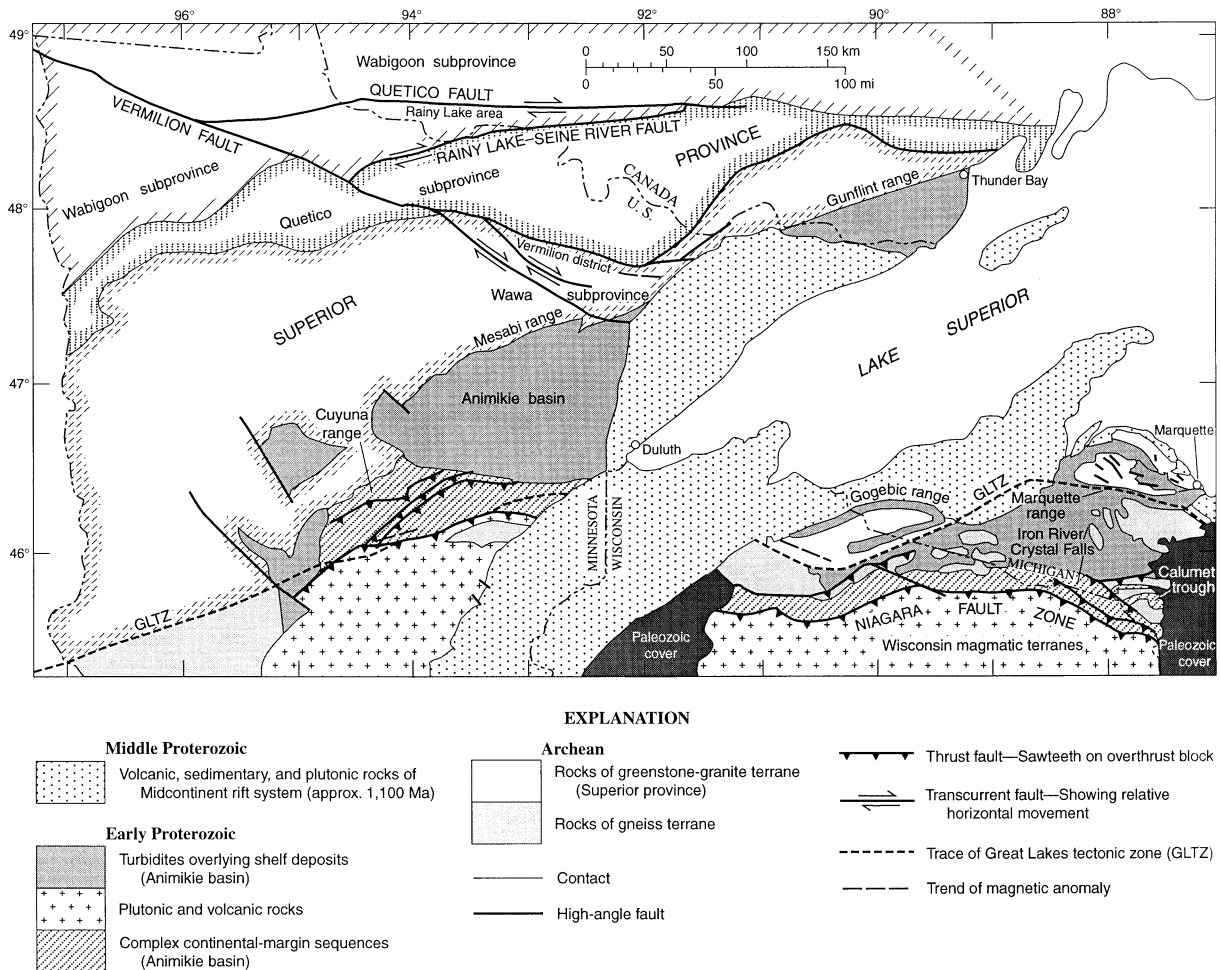 96°
94°
92°
90°
88°
49°
48°
47°
46°
0 50 100 150 km
0 50 100 mi
Wabigoon subprovince
QUETICO FAULT
Rainy Lake area
VERMILION FAULT
RAINY LAKE–SEINE RIVER FAULT
PROVINCE
Wabigoon subprovince
subprovince
Quetico
CANADA
U.S.
Gunflint range
Thunder Bay
Vermilion district
Wawa subprovince
SUPERIOR
Mesabi range
LAKE SUPERIOR
Animikie basin
Cuyuna
range
Duluth
Marquette
MINNESOTA
WISCONSIN
Gogebic range
GLTZ
Marquette
range
Iron River/
Crystal Falls
MICHIGAN
Calumet
trough
GLTZ
NIAGARA FAULT ZONE
Paleozoic
cover
Wisconsin magmatic terranes
Paleozoic
cover
EXPLANATION
Middle Proterozoic
Volcanic, sedimentary, and plutonic rocks of
Midcontinent rift system (approx. 1,100 Ma)
Early Proterozoic
Turbidites overlying shelf deposits
(Animikie basin)
Plutonic and volcanic rocks
Complex continental-margin sequences
(Animikie basin)
Archean
Rocks of greenstone-granite terrane
(Superior province)
Rocks of gneiss terrane
Contact
High-angle fault
Thrust fault—Sawteeth on overthrust block
Transcurrent fault—Showing relative
horizontal movement
Trace of Great Lakes tectonic zone (GLTZ)
Trend of magnetic anomaly